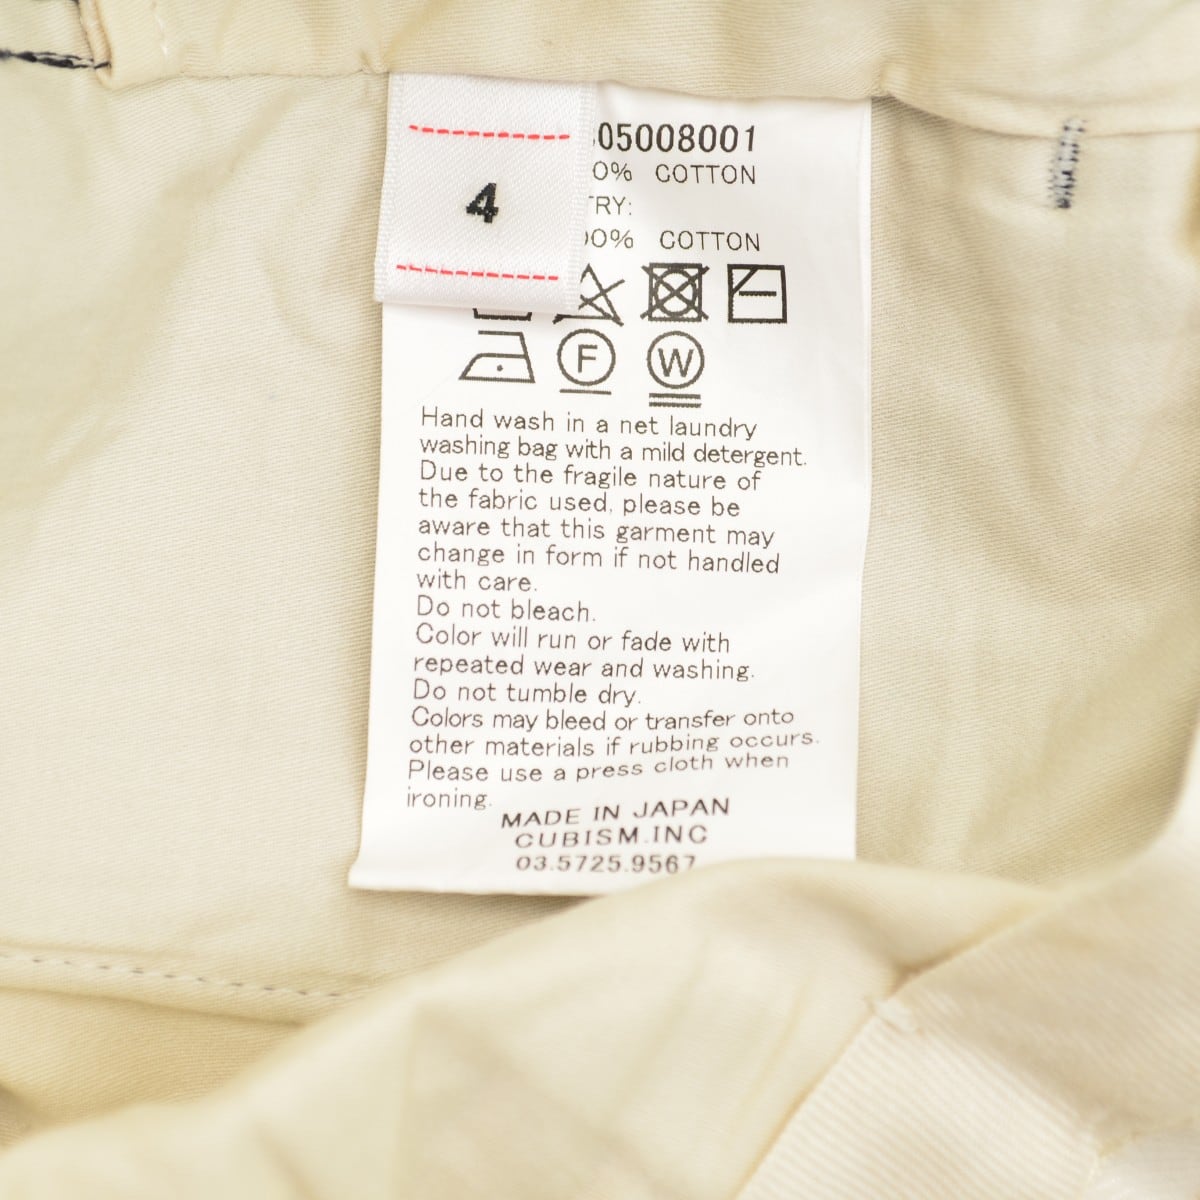 4
05008001
0% COTTON
TRY:
00% COTTON
F
W
Hand wash in a net laundry
washing bag with a mild detergent.
Due to the fragile nature of
the fabric used, please be
aware that this garment may
change in form if not handled
with care.
Do not bleach.
Color will run or fade with
repeated wear and washing.
Do not tumble dry.
Colors may bleed or transfer onto
other materials if rubbing occurs.
Please use a press cloth when
ironing.
MADE IN JAPAN
CUBISM.INC
03.5725.9567